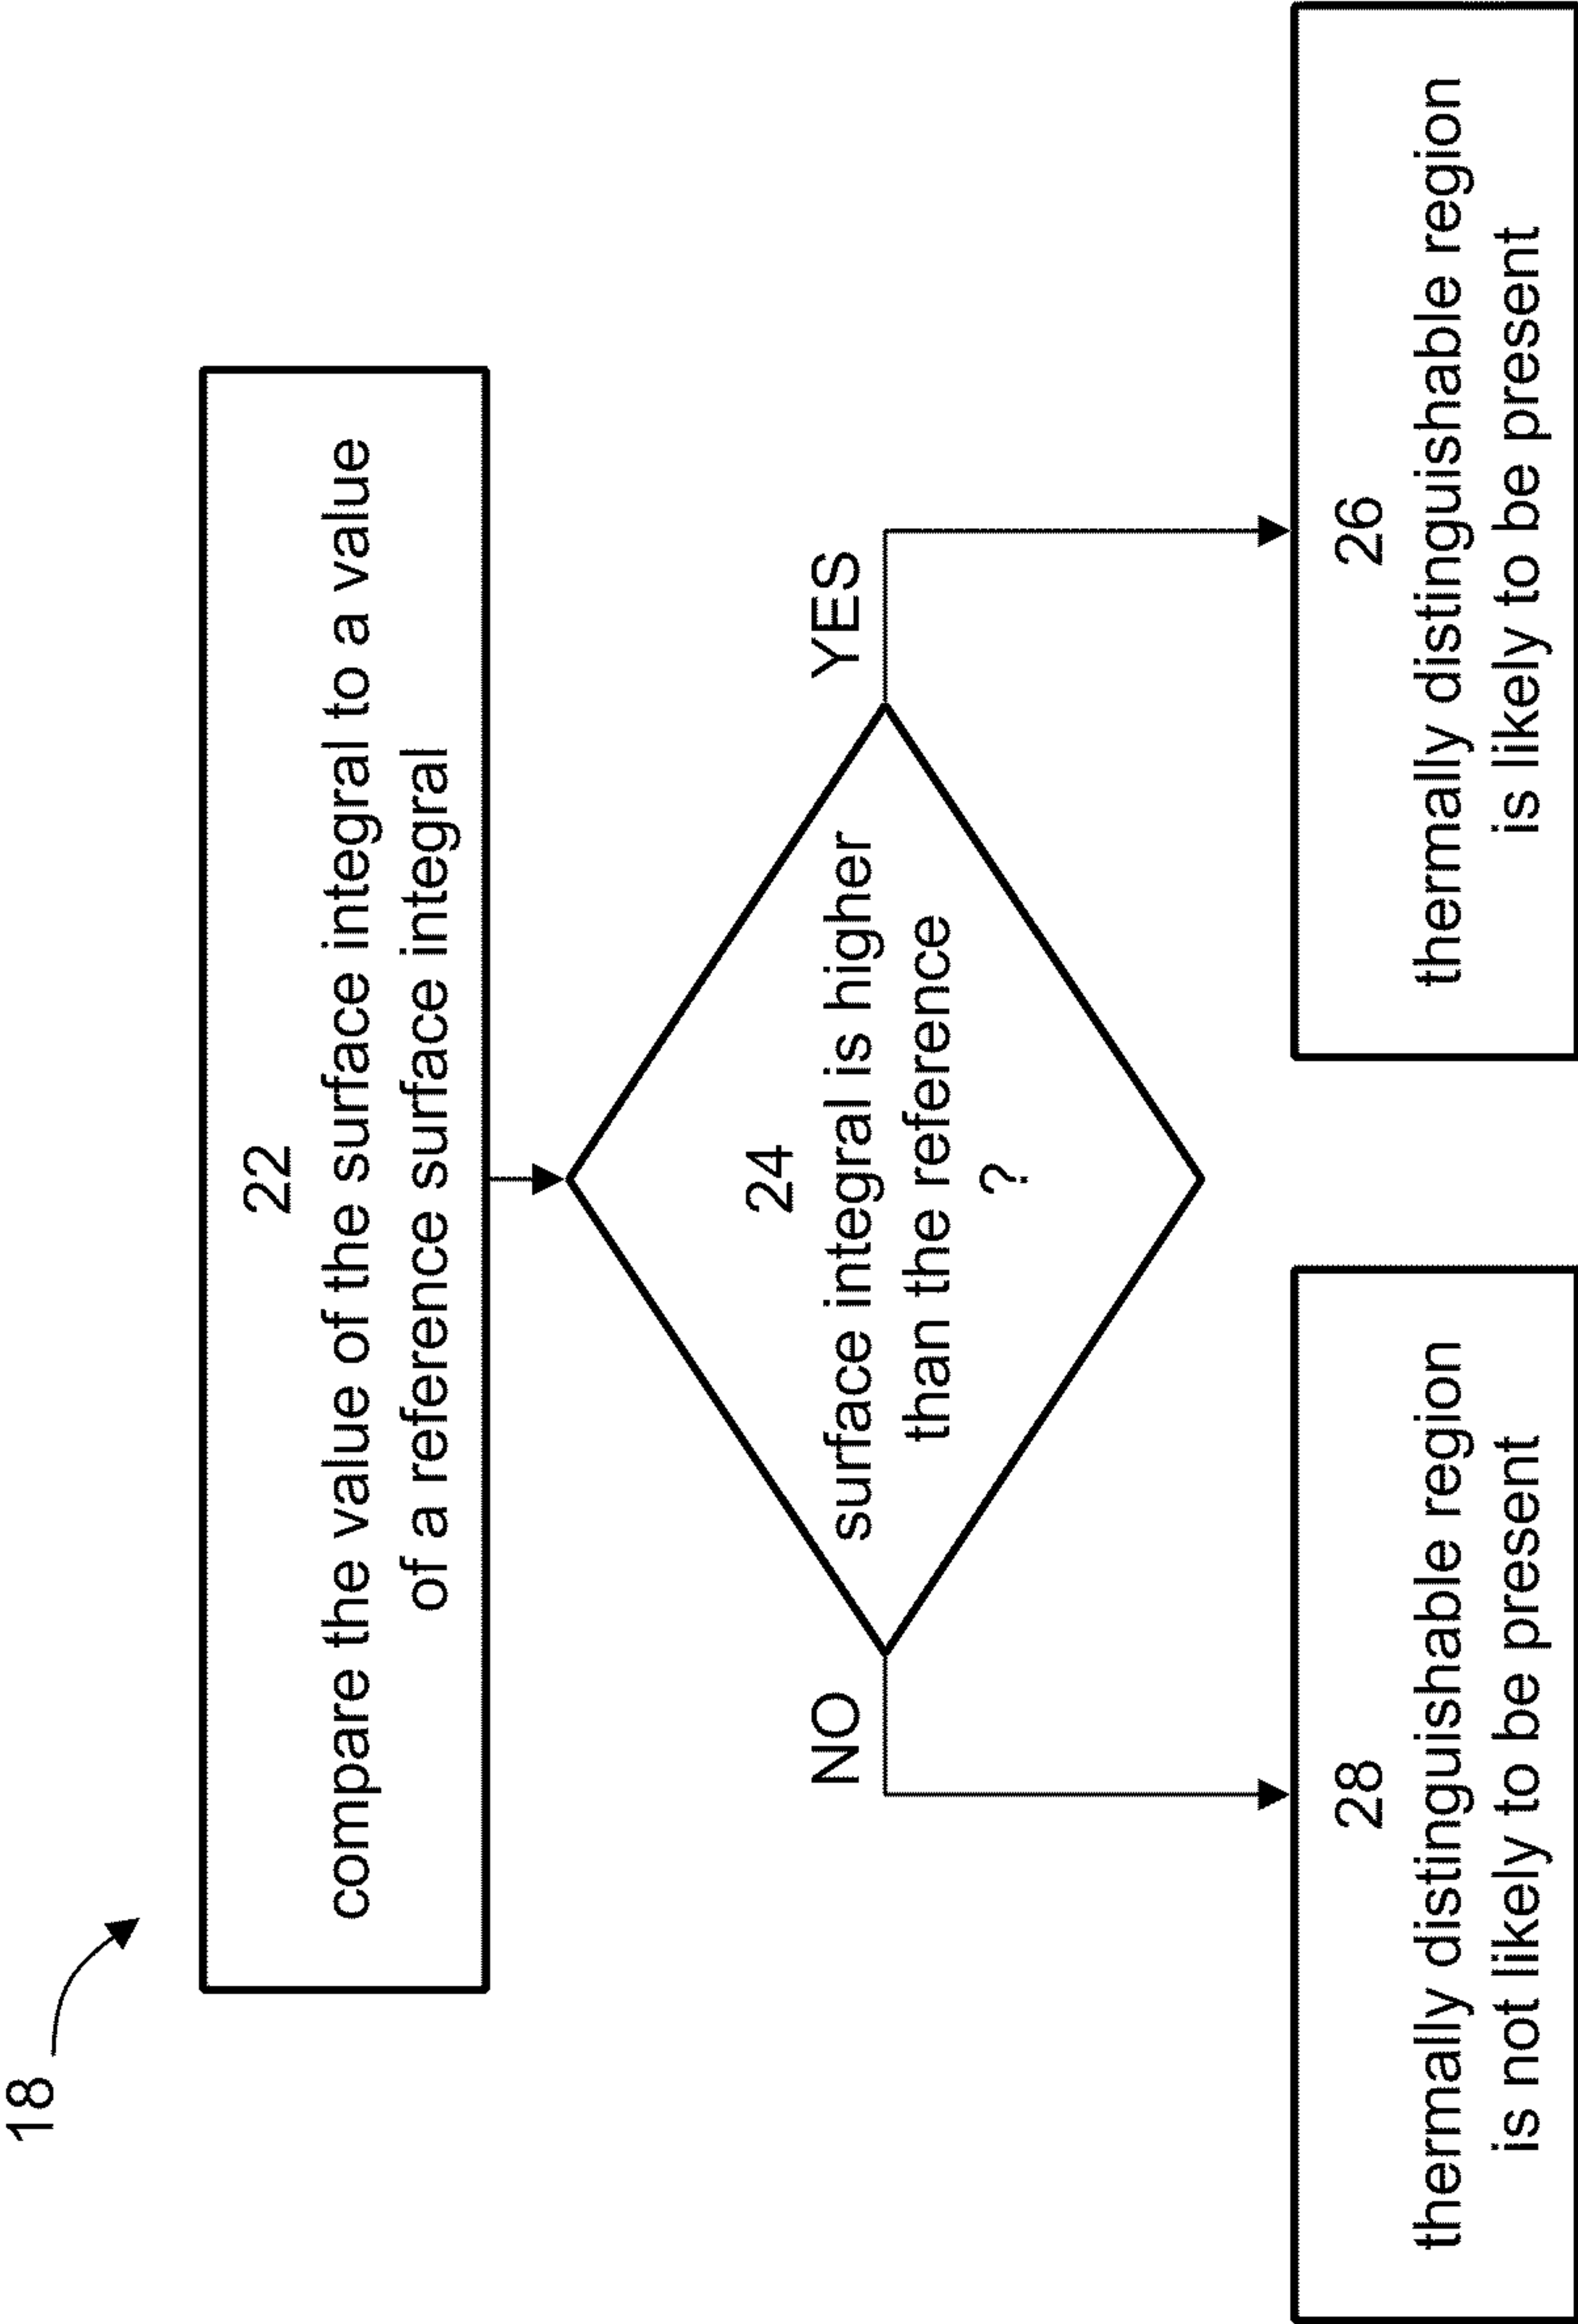 18
22
compare the value of the surface integral to a value
of a reference surface integral
24
surface integral is higher
than the reference
?
NO
YES
28
thermally distinguishable region
is not likely to be present
26
thermally distinguishable region
is likely to be present